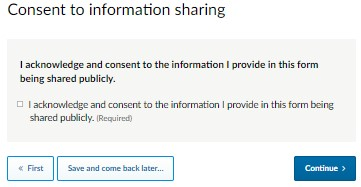 Consent to information sharing
I acknowledge and consent to the information I provide in this form
being shared publicly.
I acknowledge and consent to the information I provide in this form being
shared publicly. (Required)
« First
Save and come back later...
Continue >